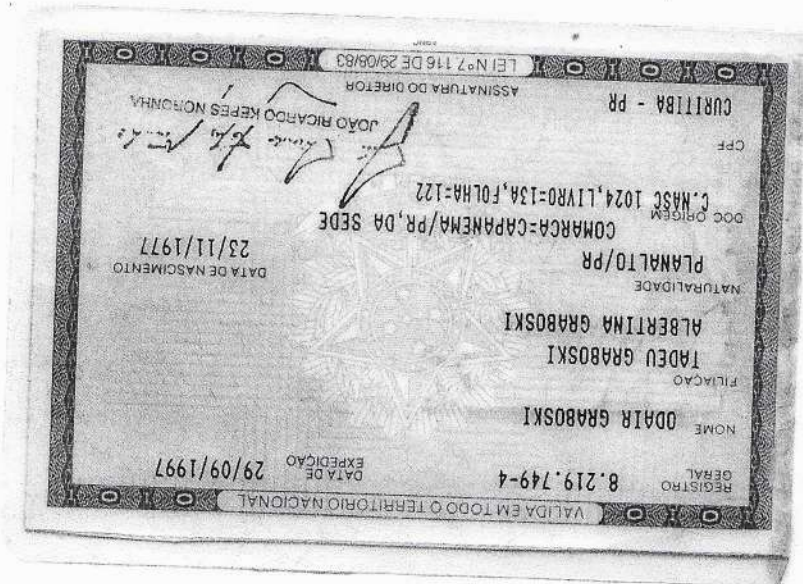 VALIDA EM TODO O TERRITORIO NACIONAL
REGISTRO GERAL 8.219.749-4 DATA DE EXPEDIÇÃO 29/09/1997
NOME ODAIR GRABOSKI
FILIAÇÃO
TADEU GRABOSKI
ALBERTINA GRABOSKI
NATURALIDADE DATA DE NASCIMENTO
PLANALTO/PR 23/11/1977
DOC ORIGEM COMARCA=CAPANEMA/PR,DA SEDE
C.NASC 1024,LIVRO=13A,FOLHA=122
CPF
JOÃO RICARDO KEPES NORONHA
CURITIBA - PR ASSINATURA DO DIRETOR
LEI Nº 7.116 DE 29/08/83